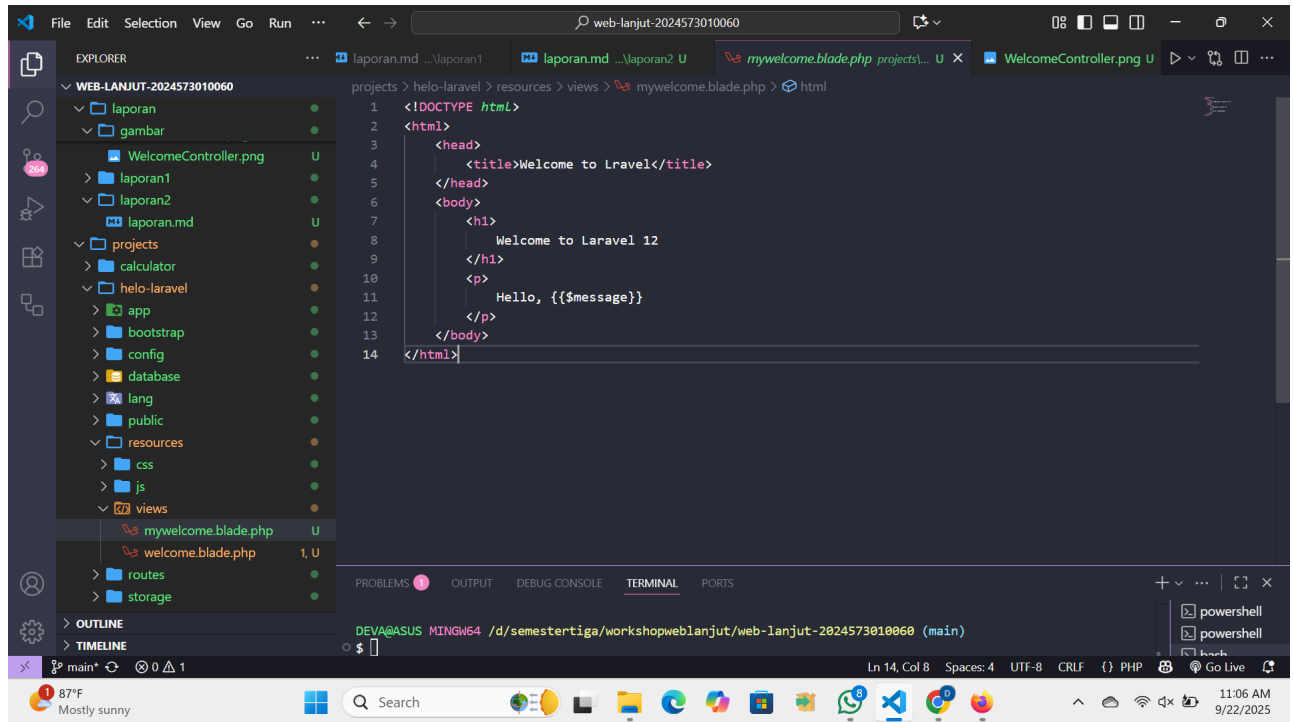 File Edit Selection View Go Run ··· web-lanjut-2024573010060
EXPLORER ···
laporan.md ...\laporan1 laporan.md ...\laporan2 U mywelcome.blade.php projects\... U WelcomeController.png U
WEB-LANJUT-2024573010060
laporan
gambar
WelcomeController.png U
laporan1
laporan2
laporan.md U
projects
calculator
helo-laravel
app
bootstrap
config
database
lang
public
resources
css
js
views
mywelcome.blade.php U
welcome.blade.php 1, U
routes
storage
OUTLINE
TIMELINE
264
projects > helo-laravel > resources > views > mywelcome.blade.php > html
1 <!DOCTYPE html>
2 <html>
3 <head>
4 <title>Welcome to Lravel</title>
5 </head>
6 <body>
7 <h1>
8 Welcome to Laravel 12
9 </h1>
10 <p>
11 Hello, {{$message}}
12 </p>
13 </body>
14 </html>
PROBLEMS 1 OUTPUT DEBUG CONSOLE TERMINAL PORTS
DEVA@ASUS MINGW64 /d/semestertiga/workshopweblanjut/web-lanjut-2024573010060 (main)
$
powershell
powershell
bash
main* 0 1 Ln 14, Col 8 Spaces: 4 UTF-8 CRLF {} PHP Go Live
1 87°F
Mostly sunny
Search
8
D
11:06 AM
9/22/2025